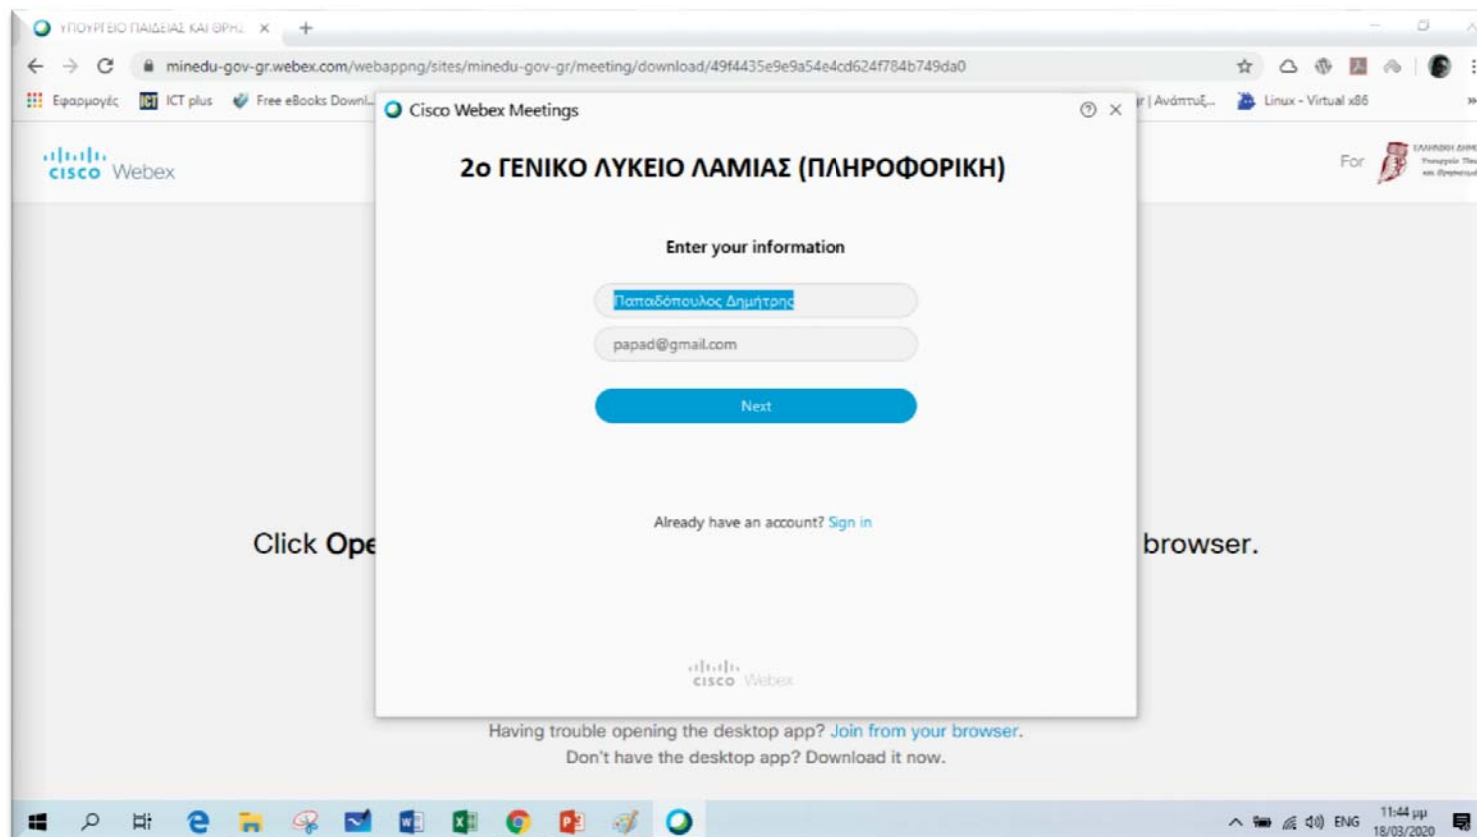 ΥΠΟΥΡΓΕΙΟ ΠΑΙΔΕΙΑΣ ΚΑΙ ΘΡΗΣ
minedu-gov-gr.webex.com/webappng/sites/minedu-gov-gr/meeting/download/49f4435e9e9a54e4cd624f784b749da0
Εφαρμογές ICT plus Free eBooks Downl... Ανάπτυξ... Linux - Virtual x86
Cisco Webex Meetings
cisco Webex
For
2ο ΓΕΝΙΚΟ ΛΥΚΕΙΟ ΛΑΜΙΑΣ (ΠΛΗΡΟΦΟΡΙΚΗ)
Enter your information
Παπαδόπουλος Δημήτρης
papad@gmail.com
Next
Already have an account? Sign in
Click Ope browser.
cisco Webex
Having trouble opening the desktop app? Join from your browser.
Don't have the desktop app? Download it now.
ENG 11:44 μμ
18/03/2020